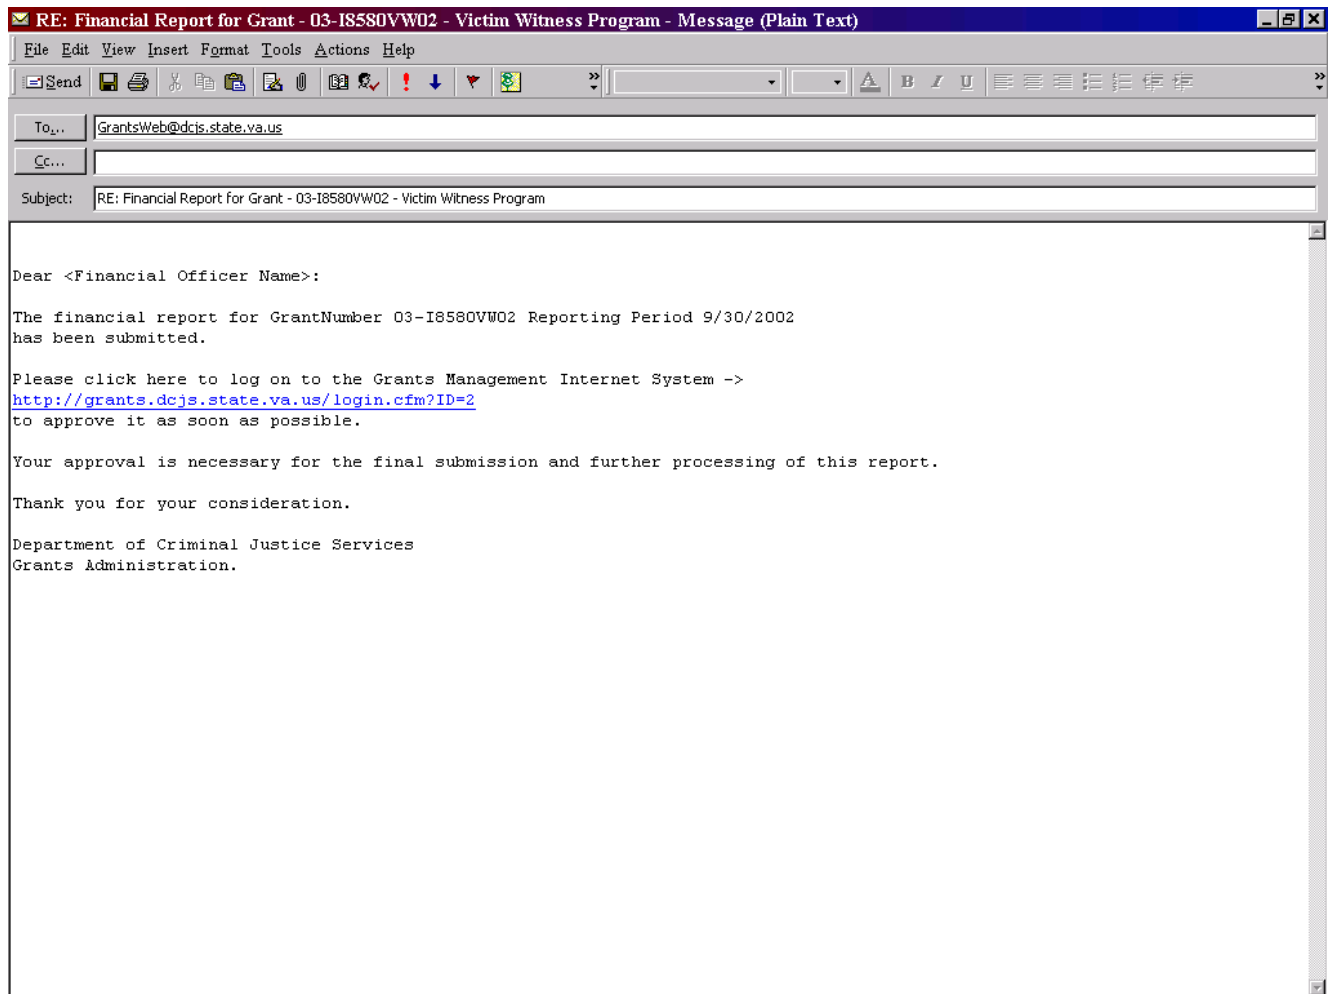 RE: Financial Report for Grant - 03-I8580VW02 - Victim Witness Program - Message (Plain Text)
File Edit View Insert Format Tools Actions Help
Send A B I U
To... GrantsWeb@dcjs.state.va.us
Cc...
Subject: RE: Financial Report for Grant - 03-I8580VW02 - Victim Witness Program
Dear <Financial Officer Name>:
The financial report for GrantNumber 03-I8580VW02 Reporting Period 9/30/2002
has been submitted.
Please click here to log on to the Grants Management Internet System ->
http://grants.dcjs.state.va.us/login.cfm?ID=2
to approve it as soon as possible.
Your approval is necessary for the final submission and further processing of this report.
Thank you for your consideration.
Department of Criminal Justice Services
Grants Administration.